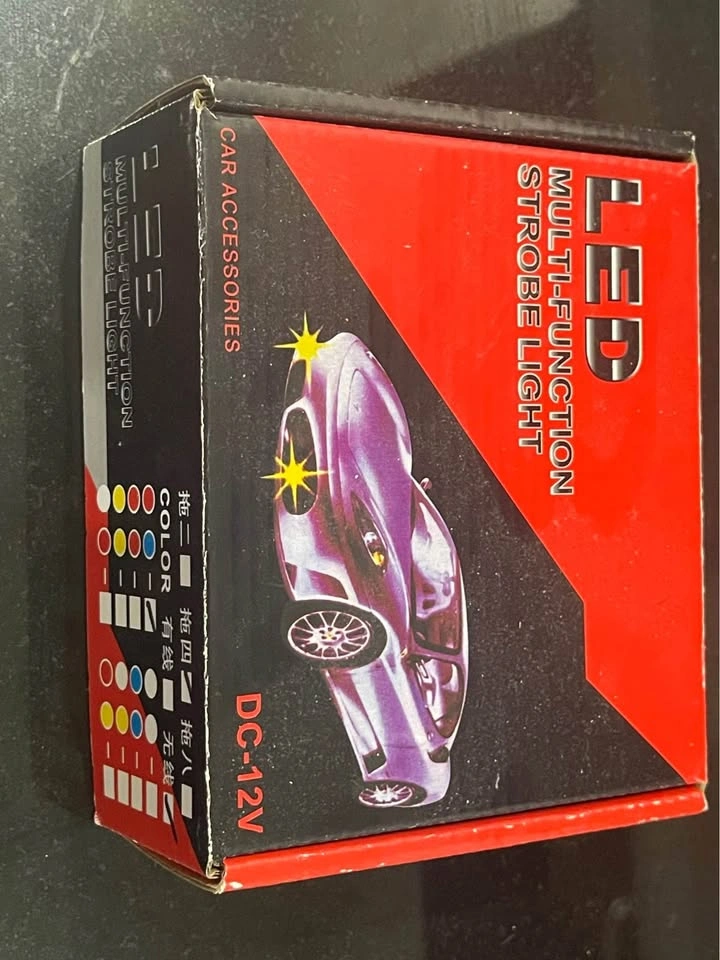 LED
MULTI-FUNCTION
STROBE LIGHT
CAR ACCESSORIES
DC-12V
LED
MULTI-FUNCTION
STROBE LIGHT
拖二 拖四 拖八
COLOR 有线 无线